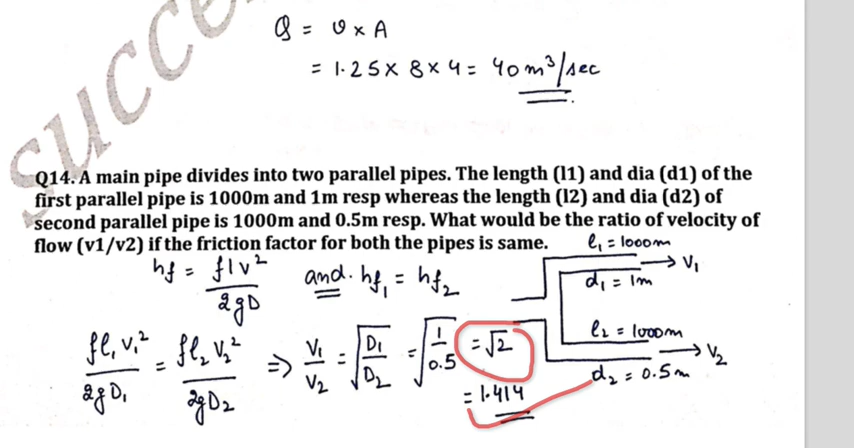 Q = v x A
= 1.25 x 8 x 4 = 40 m³/sec
succe
Q14. A main pipe divides into two parallel pipes. The length (l1) and dia (d1) of the
first parallel pipe is 1000m and 1m resp whereas the length (l2) and dia (d2) of
second parallel pipe is 1000m and 0.5m resp. What would be the ratio of velocity of
flow (v1/v2) if the friction factor for both the pipes is same.
l₁ = 1000m
→ V₁
d₁ = 1m
hf = flv²/2gD and. hf₁ = hf₂
fl₁V₁²/2gD₁ = fl₂V₂²/2gD₂ ⇒ V₁/V₂ = √(D₁/D₂) = √(1/0.5) = √2
= 1.414
l₂ = 1000m
→ V₂
d₂ = 0.5m